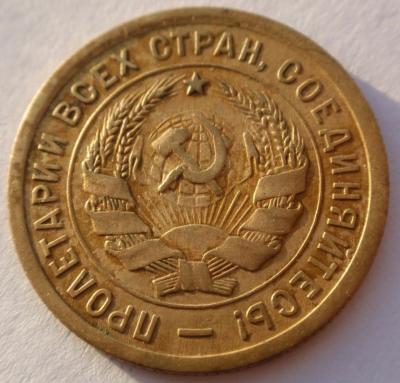 ПРОЛЕТАРИИ ВСЕХ СТРАН, СОЕДИНЯЙТЕСЬ! —